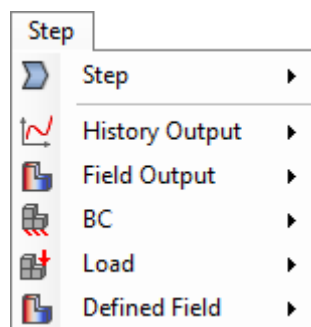 Step
Step
History Output
Field Output
BC
Load
Defined Field